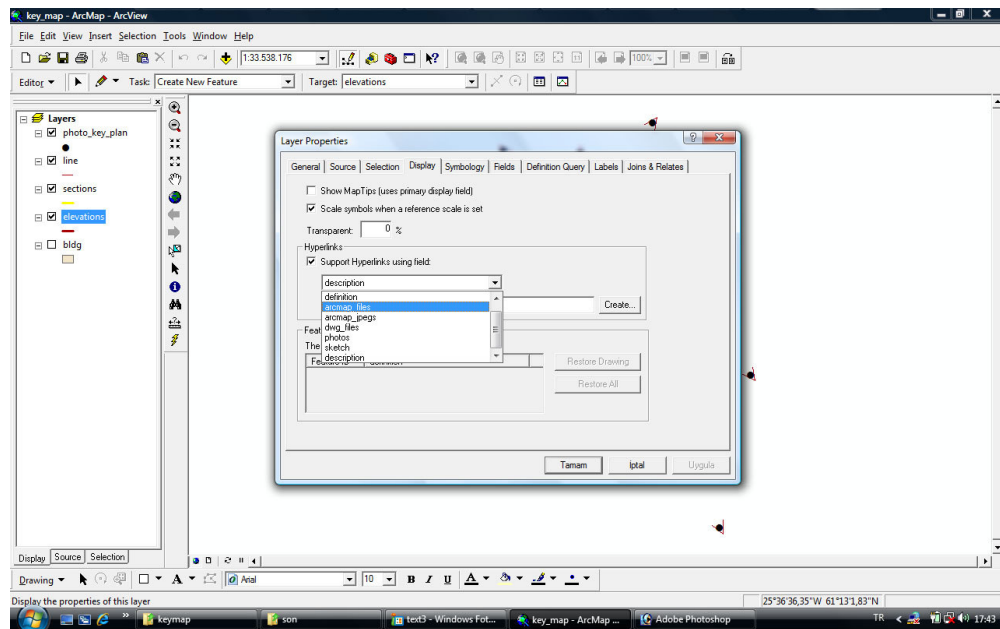 key_map - ArcMap - ArcView
File Edit View Insert Selection Tools Window Help
1:33.538.176
100%
Editor Task: Create New Feature Target: elevations
Layers
photo_key_plan
line
sections
elevations
bldg
Layer Properties
General Source Selection Display Symbology Fields Definition Query Labels Joins & Relates
Show MapTips (uses primary display field)
Scale symbols when a reference scale is set
Transparent: 0 %
Hyperlinks
Support Hyperlinks using field:
description
definition
arcmap_files
arcmap_jpegs
dwg_files
photos
sketch
description
Create...
Feat
The
Restore Drawing
Restore All
Tamam İptal Uygula
Display Source Selection
Drawing A Arial 10 B I U A
Display the properties of this layer
25°36'36,35"W 61°13'1,83"N
keymap son text3 - Windows Fot... key_map - ArcMap ... Adobe Photoshop TR 17:43